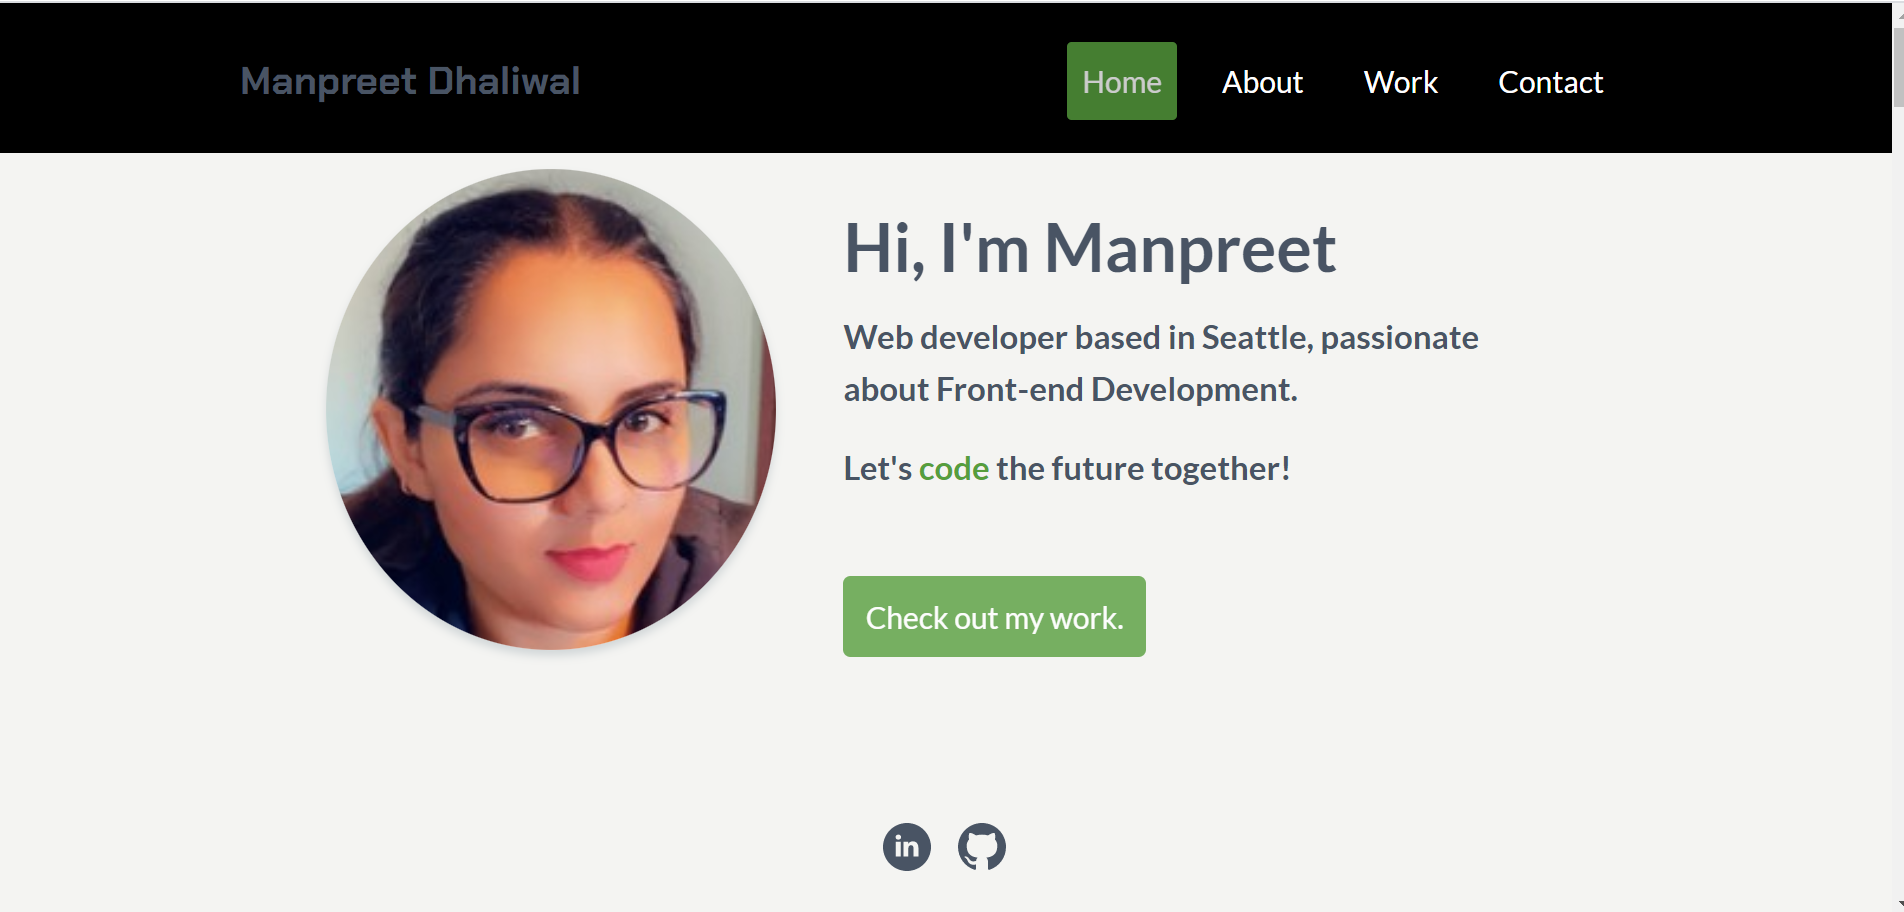 Manpreet Dhaliwal
Home About Work Contact
Hi, I'm Manpreet
Web developer based in Seattle, passionate
about Front-end Development.
Let's code the future together!
Check out my work.
in